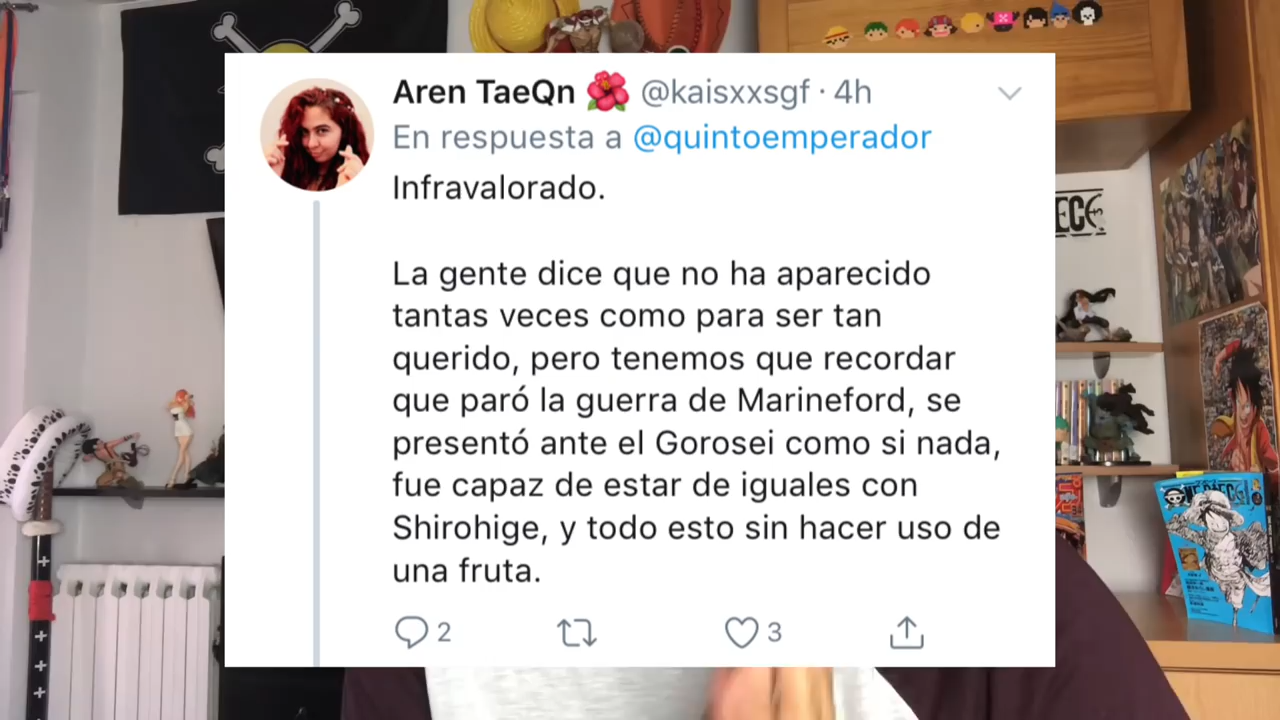 Aren TaeQn 🌺 @kaisxxsgf · 4h
En respuesta a @quintoemperador
Infravalorado.
La gente dice que no ha aparecido
tantas veces como para ser tan
querido, pero tenemos que recordar
que paró la guerra de Marineford, se
presentó ante el Gorosei como si nada,
fue capaz de estar de iguales con
Shirohige, y todo esto sin hacer uso de
una fruta.
2
3
ECE
ONE PIECE